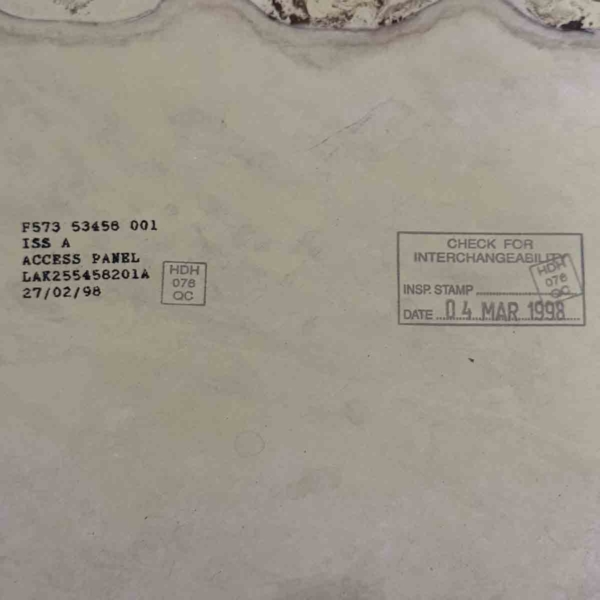 F573 53456 001
ISS A
ACCESS PANEL
LAK255458201A
27/02/98
HDH
078
QC
CHECK FOR
INTERCHANGEABILITY
INSP. STAMP
HDH
078
QC
DATE 04 MAR 1998